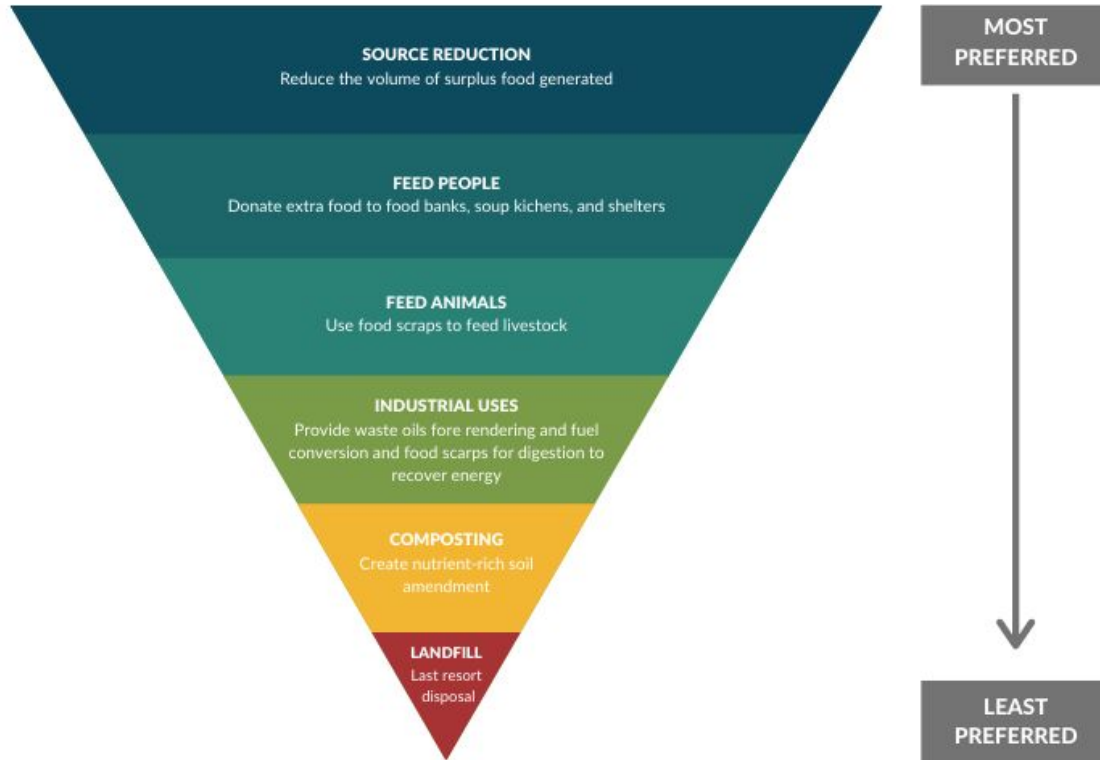 SOURCE REDUCTION
Reduce the volume of surplus food generated
FEED PEOPLE
Donate extra food to food banks, soup kichens, and shelters
FEED ANIMALS
Use food scraps to feed livestock
INDUSTRIAL USES
Provide waste oils fore rendering and fuel
conversion and food scarps for digestion to
recover energy
COMPOSTING
Create nutrient-rich soil
amendment
LANDFILL
Last resort
disposal
MOST
PREFERRED
LEAST
PREFERRED